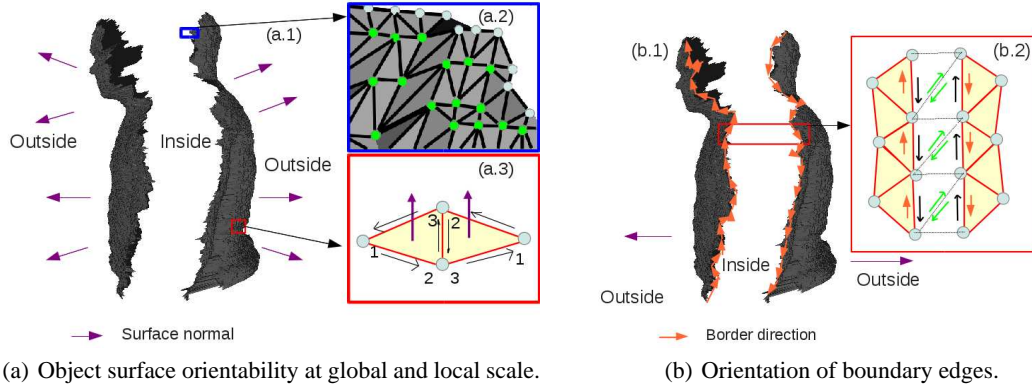 (a.1)
(a.2)
Outside
Inside
Outside
(a.3)
3
2
1
2
3
1
Surface normal
(a) Object surface orientability at global and local scale.
(b.1)
(b.2)
Inside
Outside
Outside
Border direction
(b) Orientation of boundary edges.